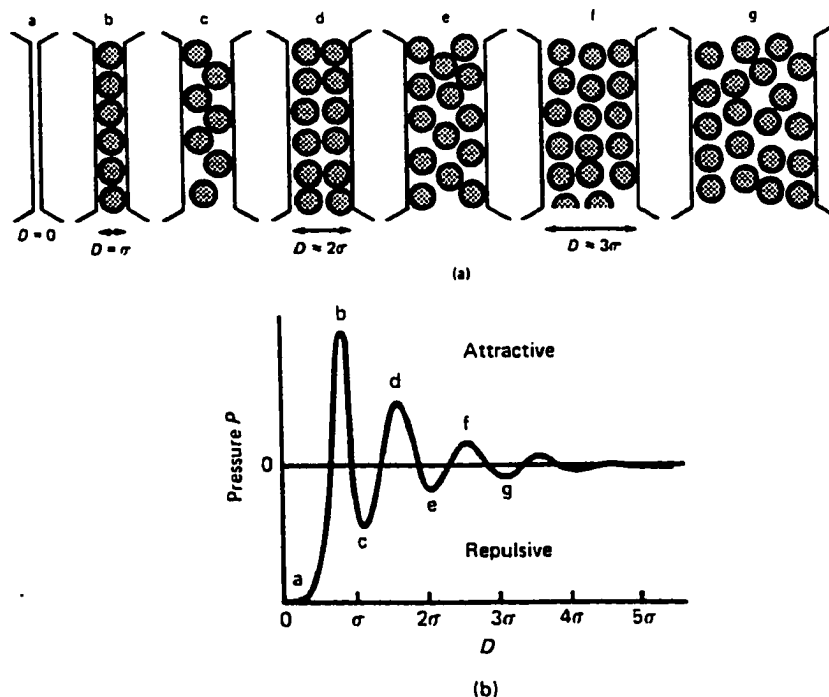 a b c d e f g
D = 0 D = σ D ≈ 2σ D ≈ 3σ
(a)
b
Attractive
d
f
Pressure P
0
g
e
c
Repulsive
a
0 σ 2σ 3σ 4σ 5σ
D
(b)